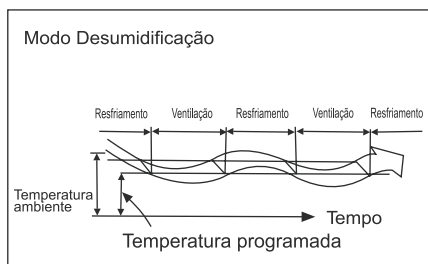 Modo Desumidificação
Resfriamento Ventilação Resfriamento Ventilação Resfriamento
Temperatura
ambiente
Tempo
Temperatura programada